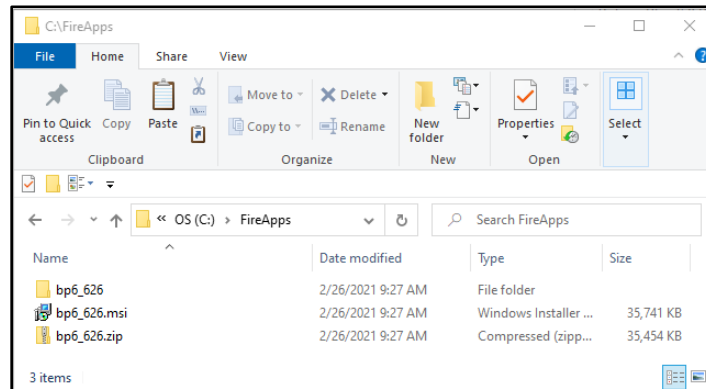 C:\FireApps
File Home Share View
Pin to Quick access
Copy
Paste
Clipboard
Move to
Copy to
Delete
Rename
Organize
New folder
New
Properties
Open
Select
« OS (C:) › FireApps
Search FireApps
Name Date modified Type Size
bp6_626 2/26/2021 9:27 AM File folder
bp6_626.msi 2/26/2021 9:27 AM Windows Installer ... 35,741 KB
bp6_626.zip 2/26/2021 9:27 AM Compressed (zipp... 35,454 KB
3 items